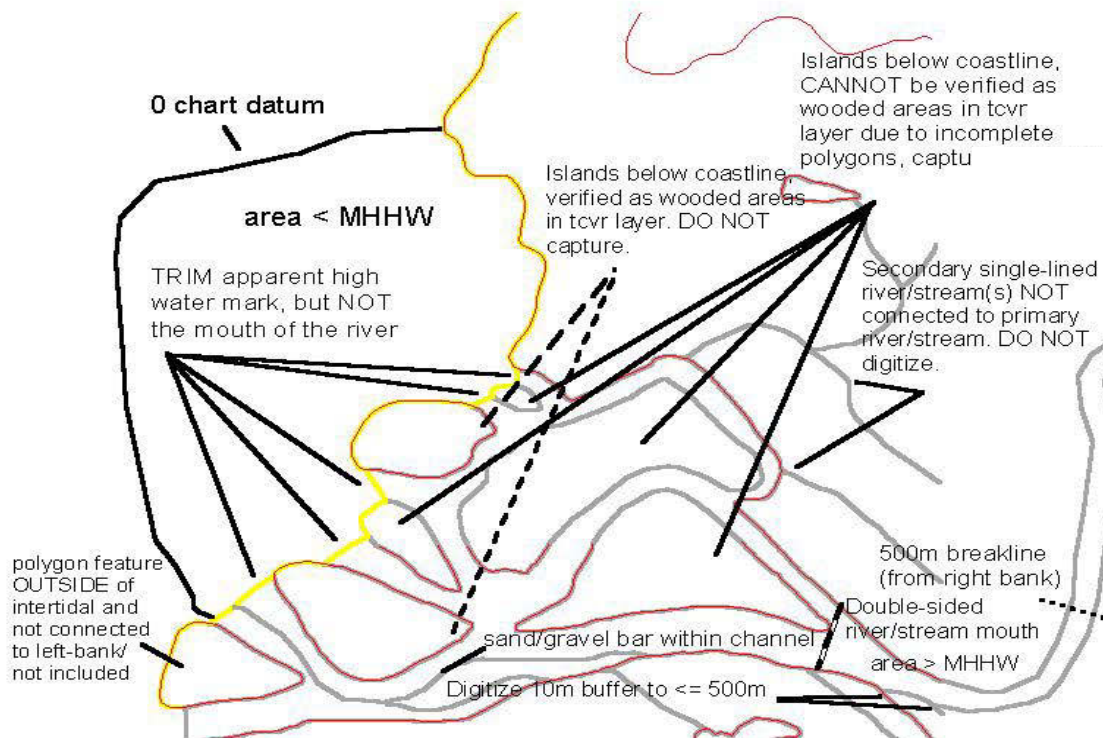 0 chart datum
area < MHHW
TRIM apparent high
water mark, but NOT
the mouth of the river
Islands below coastline,
verified as wooded areas
in tcvr layer. DO NOT
capture.
Islands below coastline,
CANNOT be verified as
wooded areas in tcvr
layer due to incomplete
polygons, captu
Secondary single-lined
river/stream(s) NOT
connected to primary
river/stream. DO NOT
digitize.
polygon feature
OUTSIDE of
intertidal and
not connected
to left-bank/
not included
500m breakline
(from right bank)
Double-sided
river/stream mouth
area > MHHW
sand/gravel bar within channel
Digitize 10m buffer to <= 500m